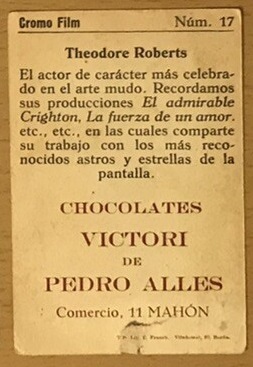 Cromo Film Núm. 17
Theodore Roberts
El actor de carácter más celebra-
do en el arte mudo. Recordamos
sus producciones El admirable
Crighton, La fuerza de un amor.
etc., etc., en las cuales comparte
su trabajo con los más reco-
nocidos astros y estrellas de la
pantalla.
CHOCOLATES
VICTORI
DE
PEDRO ALLES
Comercio, 11 MAHÓN